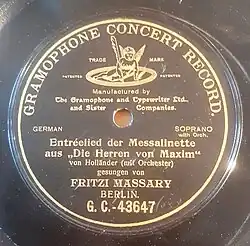 GRAMOPHONE CONCERT RECORD.
TRADE MARK
Manufactured by
The Gramophone and Typewriter Ltd.,
and Sister Companies.
GERMAN SOPRANO
with Orch.
Entréelied der Messalinette
aus „Die Herren von Maxim“
von Holländer (mit Orchester)
gesungen von
FRITZI MASSARY
BERLIN.
G. C.-43647